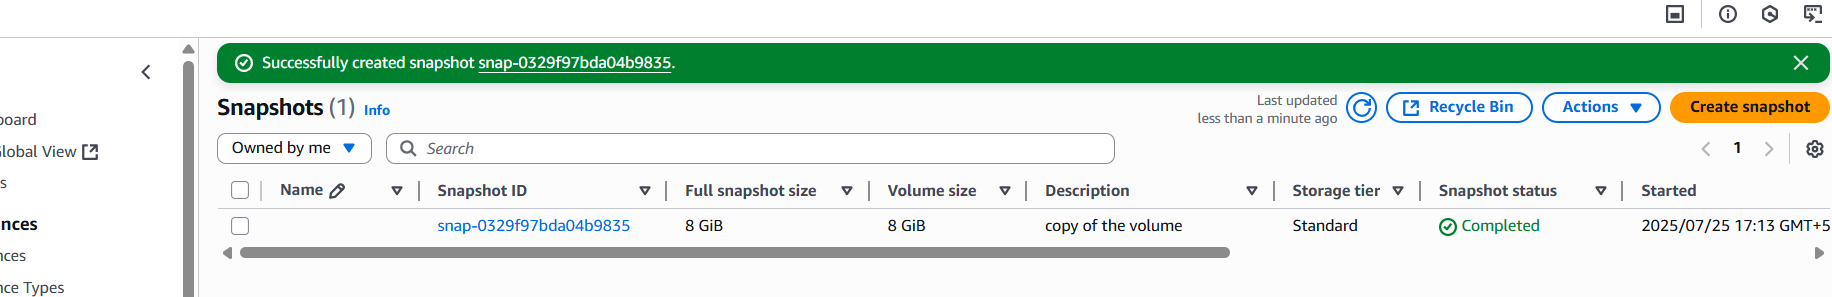 Successfully created snapshot snap-0329f97bda04b9835.
Snapshots (1) Info
Last updated
less than a minute ago
Recycle Bin
Actions
Create snapshot
Owned by me
Search
1
Name Snapshot ID Full snapshot size Volume size Description Storage tier Snapshot status Started
snap-0329f97bda04b9835 8 GiB 8 GiB copy of the volume Standard Completed 2025/07/25 17:13 GMT+5
board
Global View
s
nces
nces
nce Types